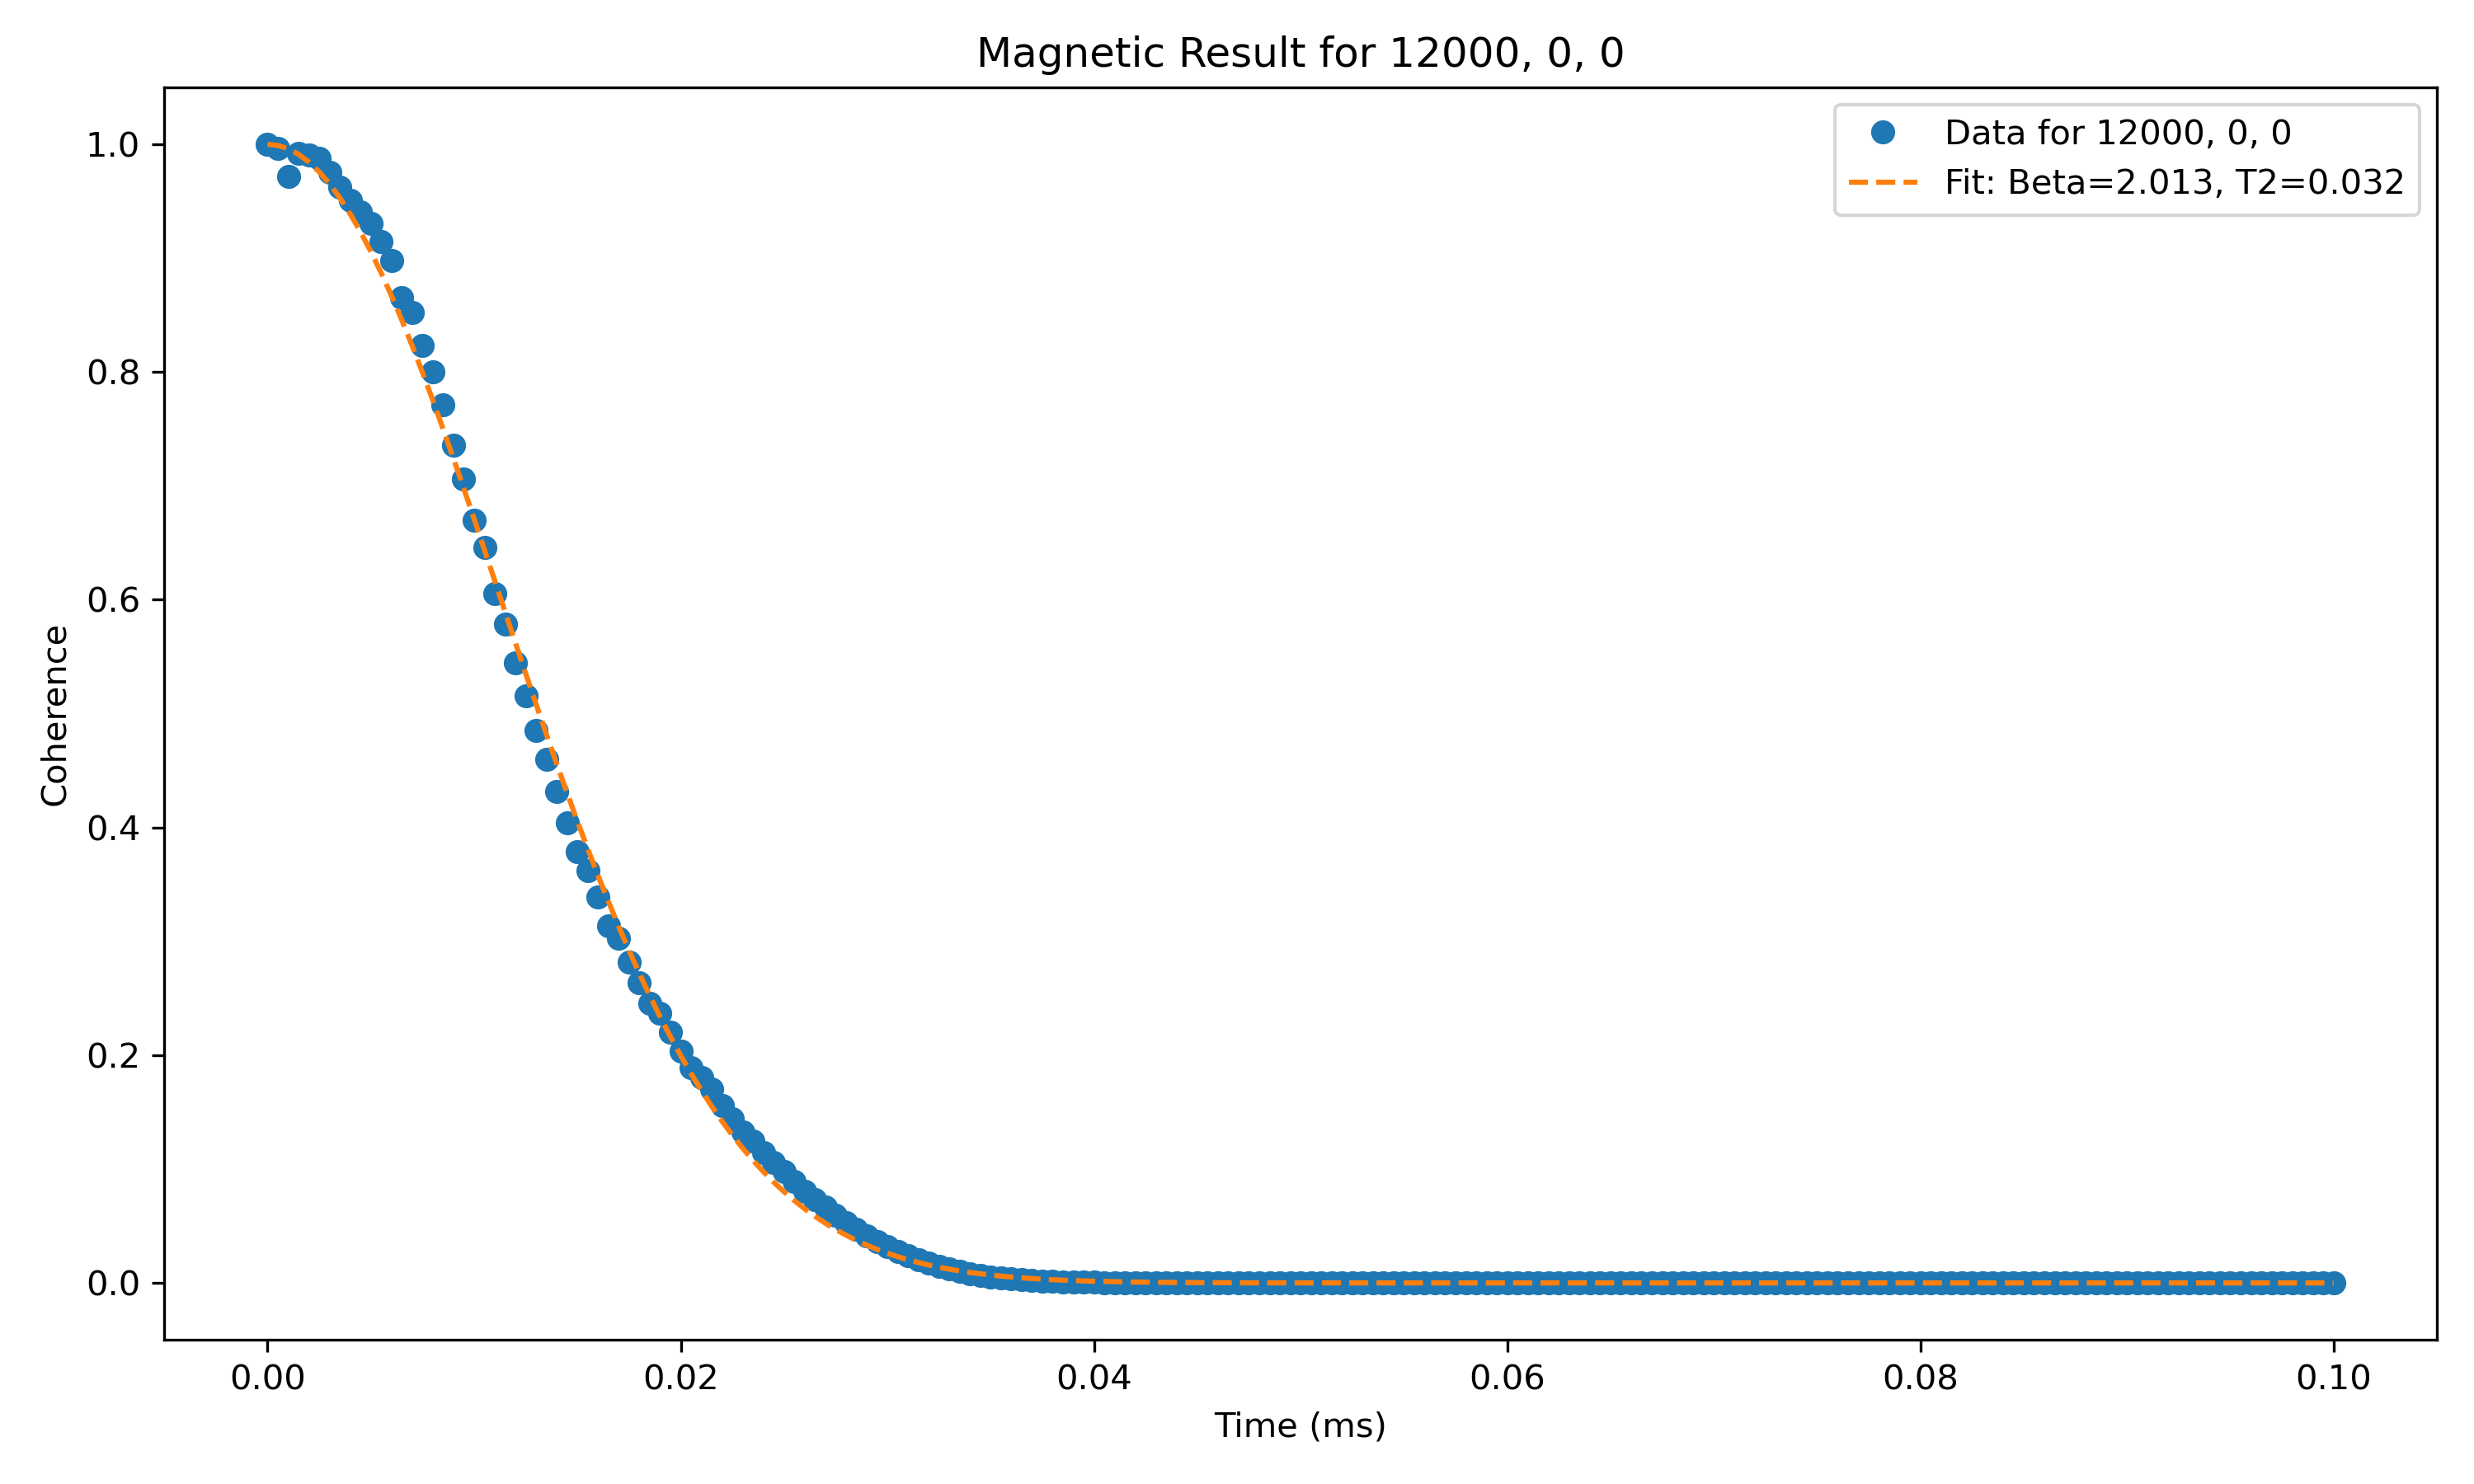 Magnetic Result for 12000, 0, 0
Data for 12000, 0, 0
Fit: Beta=2.013, T2=0.032
Coherence
1.0
0.8
0.6
0.4
0.2
0.0
0.00 0.02 0.04 0.06 0.08 0.10
Time (ms)